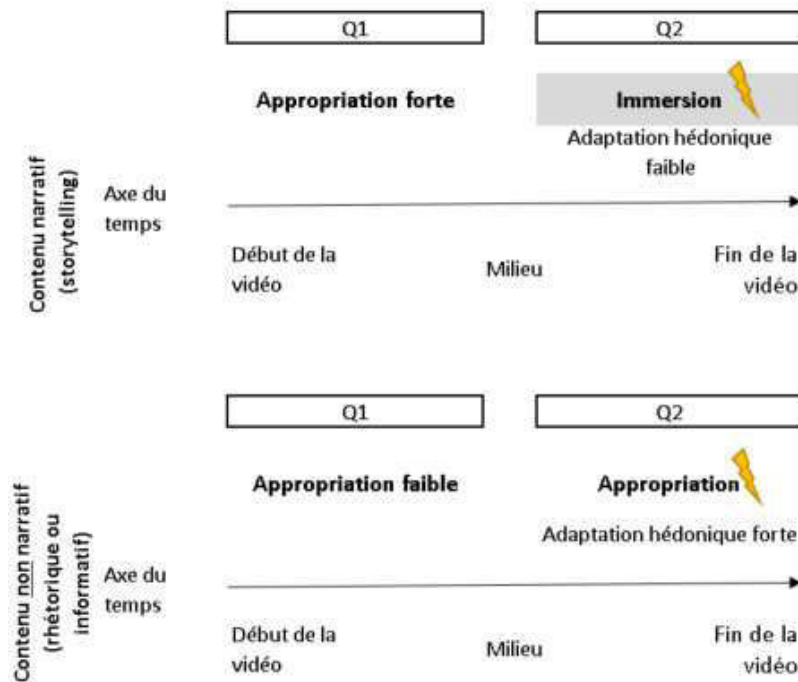 Q1 Q2
Appropriation forte Immersion
Adaptation hédonique
faible
Contenu narratif
(storytelling)
Axe du
temps
Début de la
vidéo
Milieu
Fin de la
vidéo
Q1 Q2
Appropriation faible Appropriation
Adaptation hédonique forte
Contenu non narratif
(rhétorique ou
informatif)
Axe du
temps
Début de la
vidéo
Milieu
Fin de la
vidéo